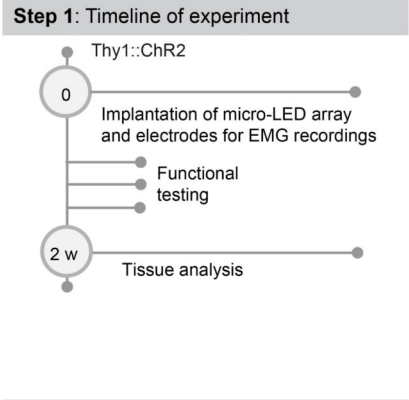 Step 1: Timeline of experiment
Thy1::ChR2
0
Implantation of micro-LED array
and electrodes for EMG recordings
Functional
testing
2 w
Tissue analysis